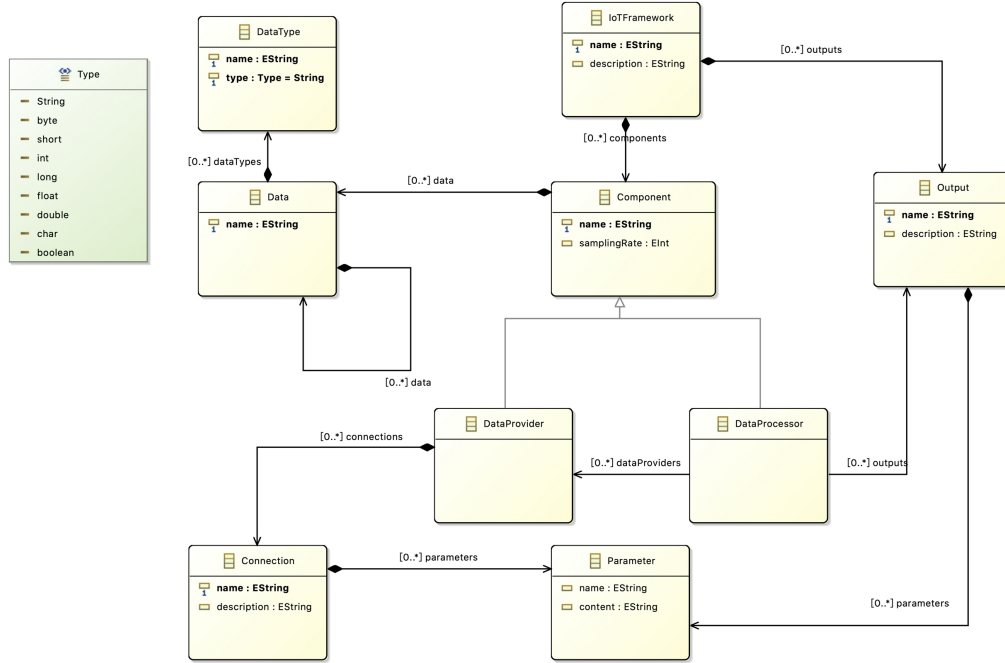 DataType
name : EString
type : Type = String
IoTFramework
name : EString
description : EString
[0..*] outputs
Type
String
byte
short
int
long
float
double
char
boolean
[0..*] components
[0..*] dataTypes
[0..*] data
Data
name : EString
Component
name : EString
samplingRate : EInt
Output
name : EString
description : EString
[0..*] data
DataProvider
DataProcessor
[0..*] connections
[0..*] dataProviders
[0..*] outputs
Connection
name : EString
description : EString
[0..*] parameters
Parameter
name : EString
content : EString
[0..*] parameters